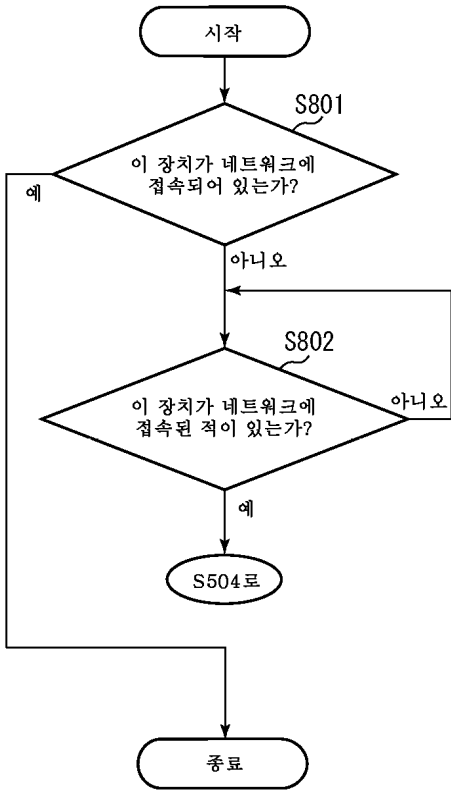 시작
S801
이 장치가 네트워크에
접속되어 있는가?
예
아니오
S802
이 장치가 네트워크에
접속된 적이 있는가?
아니오
예
S504로
종료